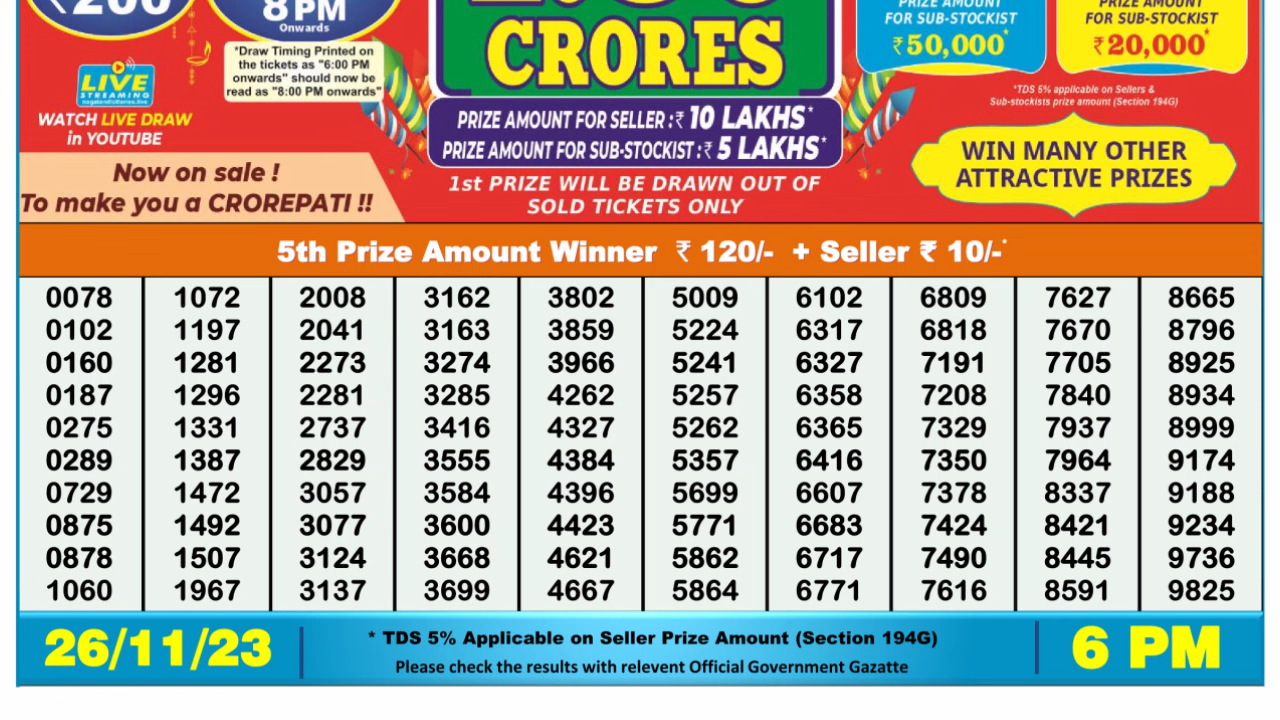 8 PM
Onwards
*Draw Timing Printed on
the tickets as "6:00 PM
onwards" should now be
read as "8:00 PM onwards"
LIVE
STREAMING
nagalandlotteries.live
WATCH LIVE DRAW
in YOUTUBE
Now on sale !
To make you a CROREPATI !!
CRORES
PRIZE AMOUNT FOR SELLER :₹ 10 LAKHS*
PRIZE AMOUNT FOR SUB-STOCKIST :₹ 5 LAKHS*
1st PRIZE WILL BE DRAWN OUT OF
SOLD TICKETS ONLY
PRIZE AMOUNT
FOR SUB-STOCKIST
₹50,000*
PRIZE AMOUNT
FOR SUB-STOCKIST
₹20,000*
*TDS 5% applicable on Sellers &
Sub-stockists prize amount (Section 194G)
WIN MANY OTHER
ATTRACTIVE PRIZES
5th Prize Amount Winner ₹ 120/- + Seller ₹ 10/-*
0078 1072 2008 3162 3802 5009 6102 6809 7627 8665
0102 1197 2041 3163 3859 5224 6317 6818 7670 8796
0160 1281 2273 3274 3966 5241 6327 7191 7705 8925
0187 1296 2281 3285 4262 5257 6358 7208 7840 8934
0275 1331 2737 3416 4327 5262 6365 7329 7937 8999
0289 1387 2829 3555 4384 5357 6416 7350 7964 9174
0729 1472 3057 3584 4396 5699 6607 7378 8337 9188
0875 1492 3077 3600 4423 5771 6683 7424 8421 9234
0878 1507 3124 3668 4621 5862 6717 7490 8445 9736
1060 1967 3137 3699 4667 5864 6771 7616 8591 9825
26/11/23
* TDS 5% Applicable on Seller Prize Amount (Section 194G)
Please check the results with relevent Official Government Gazatte
6 PM